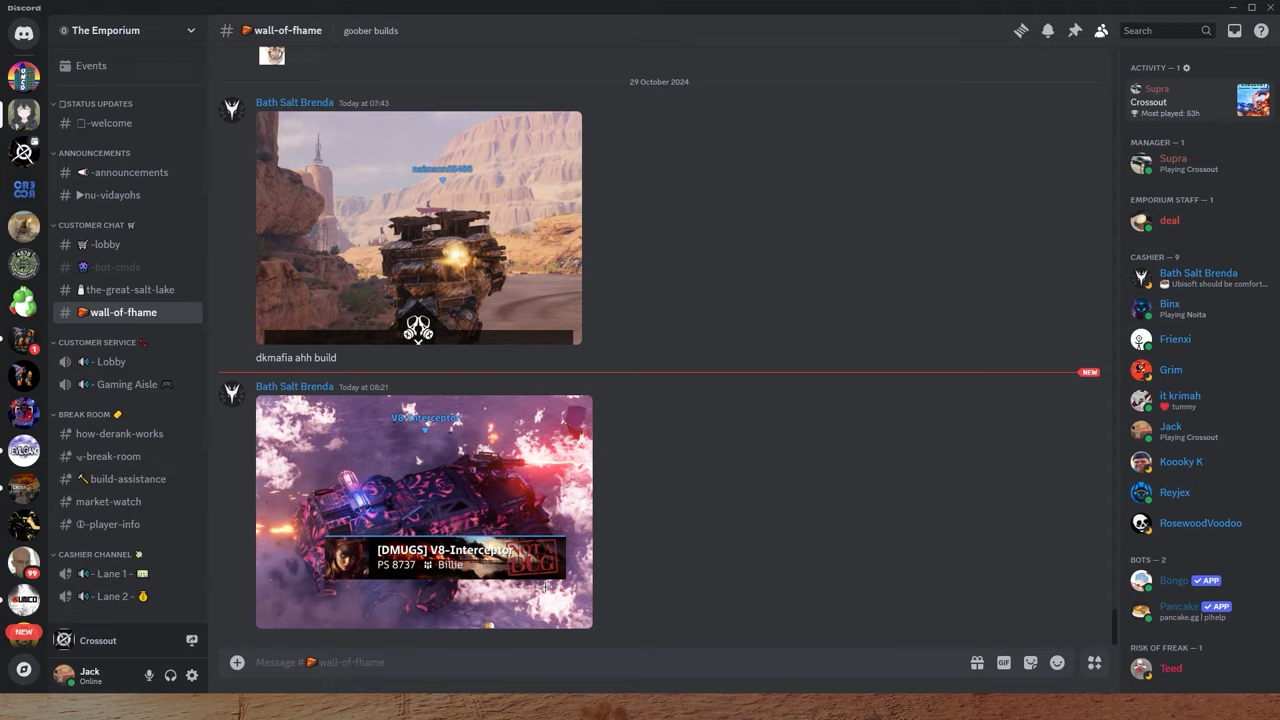 Discord
The Emporium
Events
STATUS UPDATES
-welcome
ANNOUNCEMENTS
-announcements
nu-vidayohs
CUSTOMER CHAT
-lobby
-bot-cmds
the-great-salt-lake
wall-of-fhame
CUSTOMER SERVICE
- Lobby
- Gaming Aisle
BREAK ROOM
how-derank-works
-break-room
build-assistance
market-watch
-player-info
CASHIER CHANNEL
- Lane 1 -
- Lane 2 -
NEW
1
99
Crossout
Jack
Online
# wall-of-fhame
goober builds
Search
29 October 2024
Bath Salt Brenda Today at 07:43
dkmafia ahh build
NEW
Bath Salt Brenda Today at 08:21
V8-Interceptor
[DMUGS] V8-Interceptor
PS 8737 Billie
NOT A BUG
Message # wall-of-fhame
GIF
ACTIVITY — 1
Supra
Crossout
Most played: 53h
MANAGER — 1
Supra
Playing Crossout
EMPORIUM STAFF — 1
deal
CASHIER — 9
Bath Salt Brenda
Ubisoft should be comfort...
Binx
Playing Noita
Frienxi
Grim
it krimah
tummy
Jack
Playing Crossout
Koooky K
Reyjex
RosewoodVoodoo
BOTS — 2
Bongo ✓ APP
Pancake ✓ APP
pancake.gg | p!help
RISK OF FREAK — 1
Teed